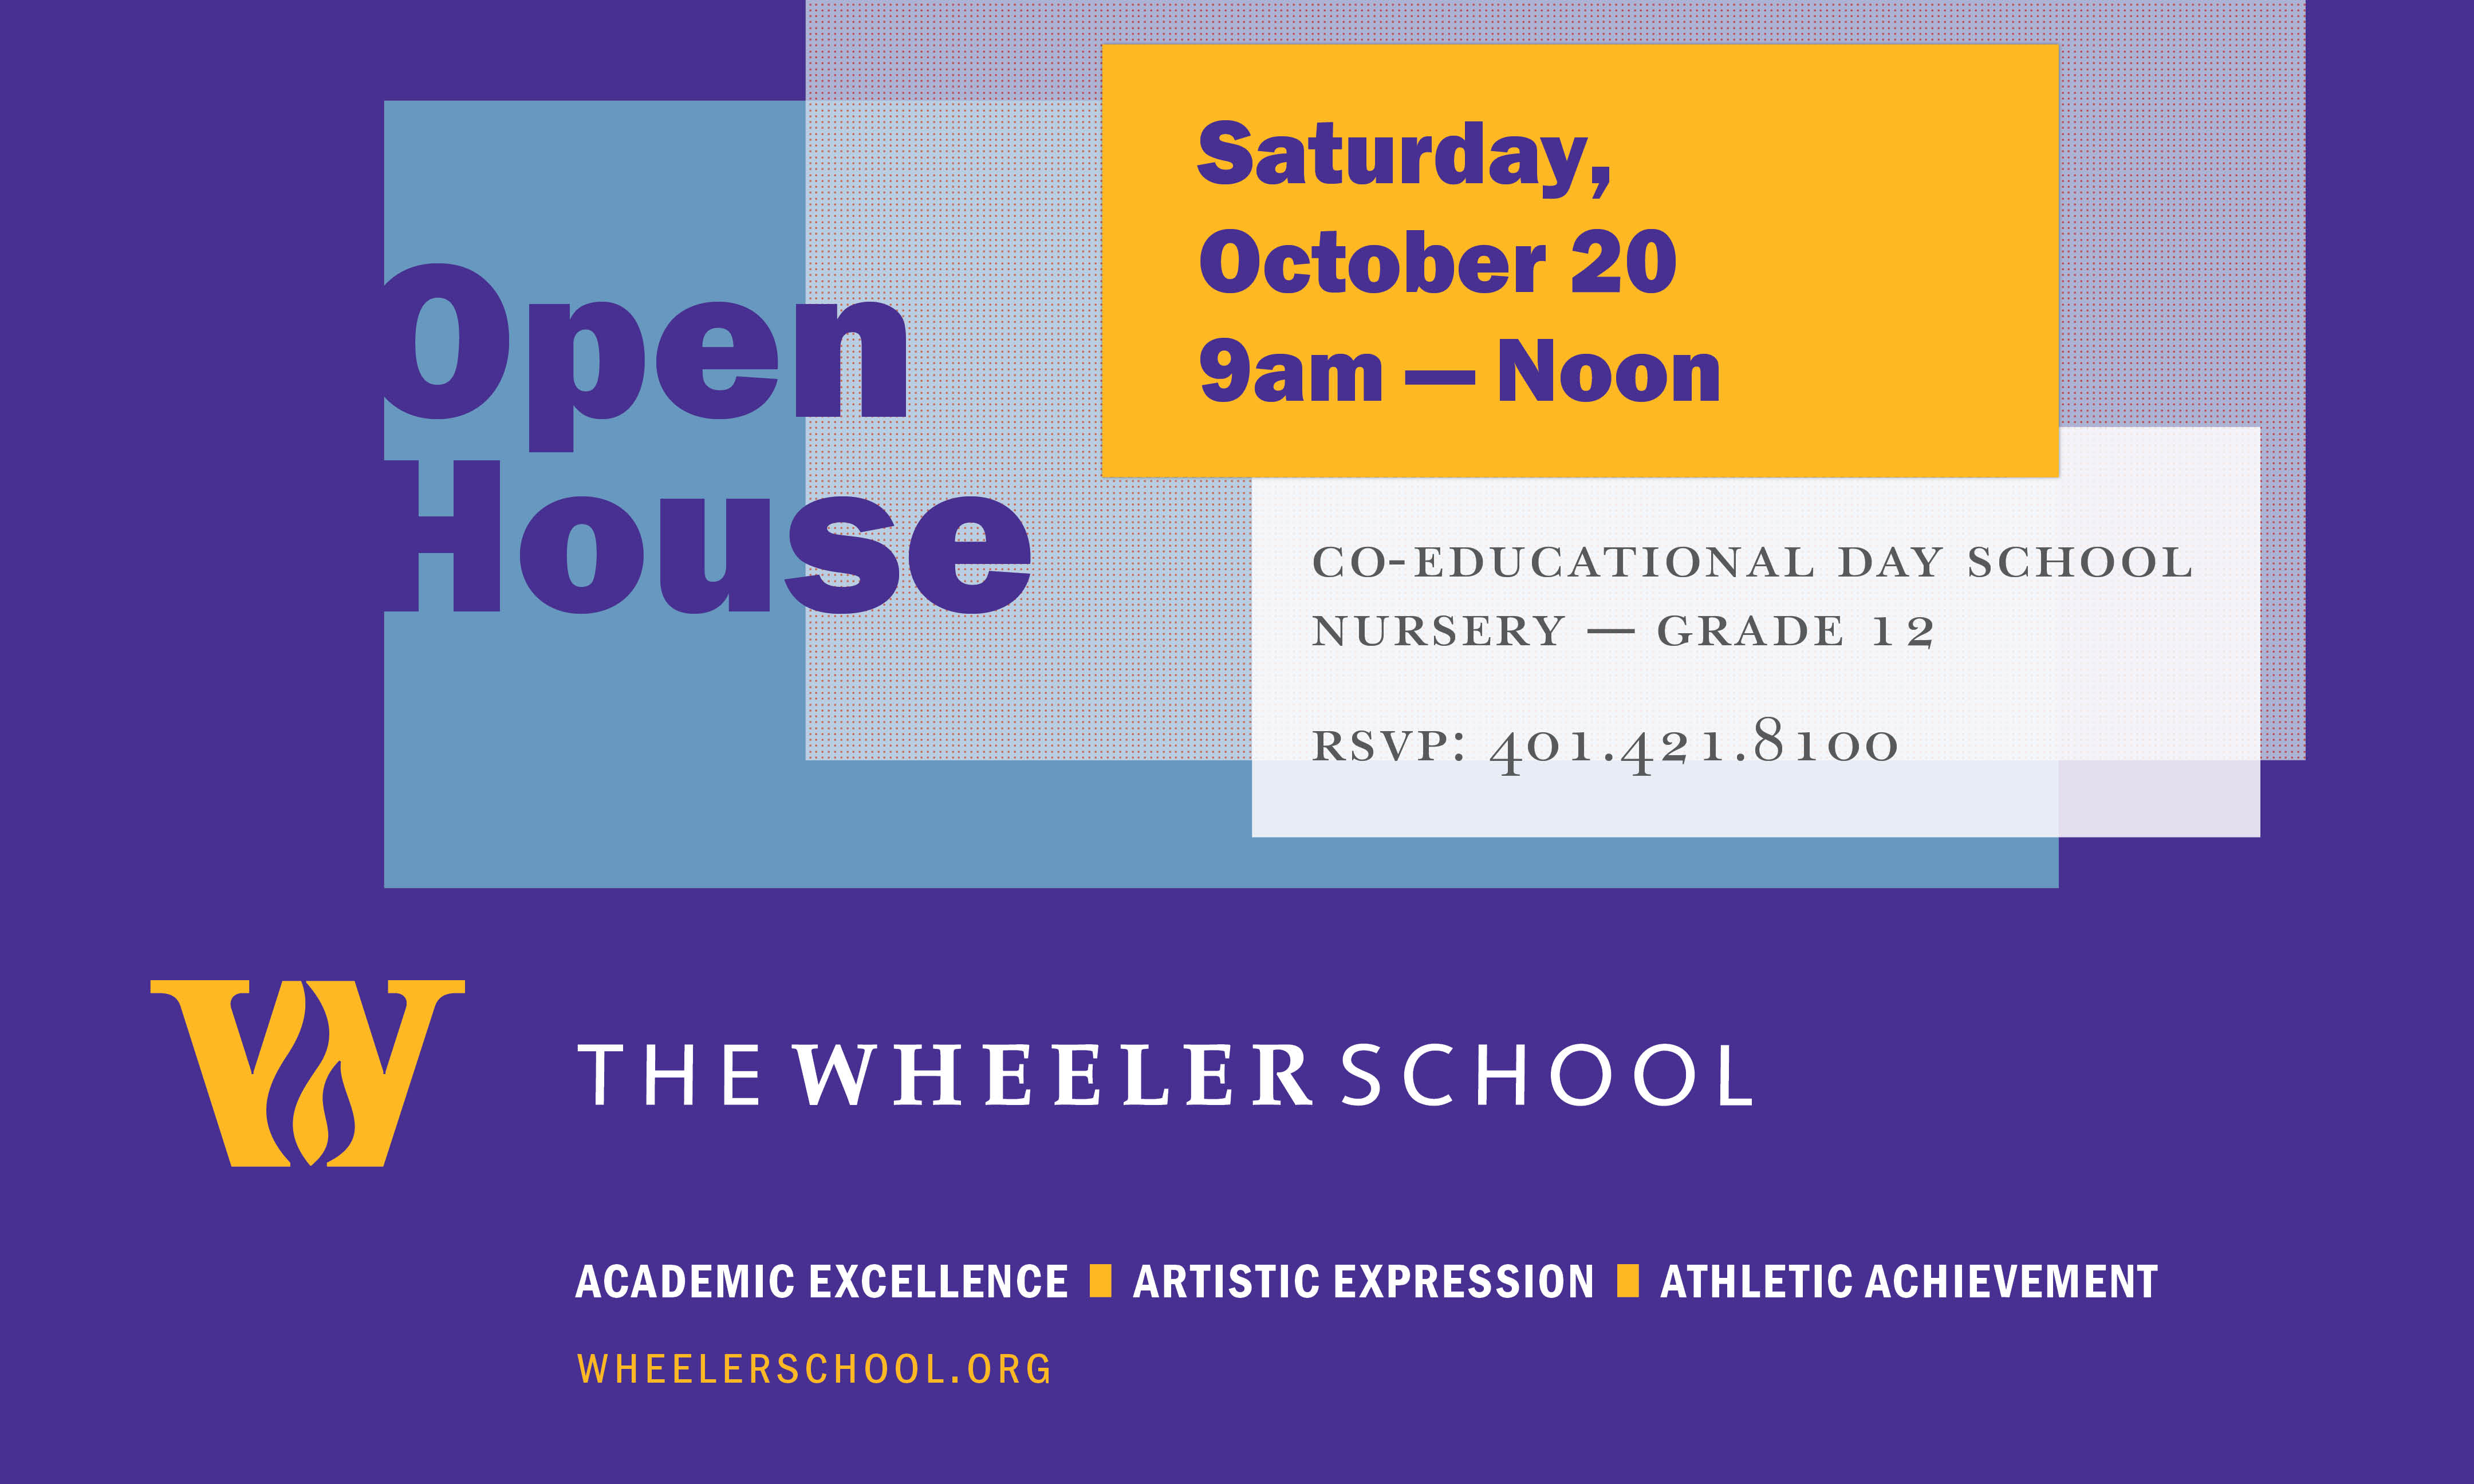 Open
House
Saturday,
October 20
9am — Noon
CO-EDUCATIONAL DAY SCHOOL
NURSERY — GRADE 12
RSVP: 401.421.8100
W
THE WHEELER SCHOOL
ACADEMIC EXCELLENCE ■ ARTISTIC EXPRESSION ■ ATHLETIC ACHIEVEMENT
WHEELERSCHOOL.ORG